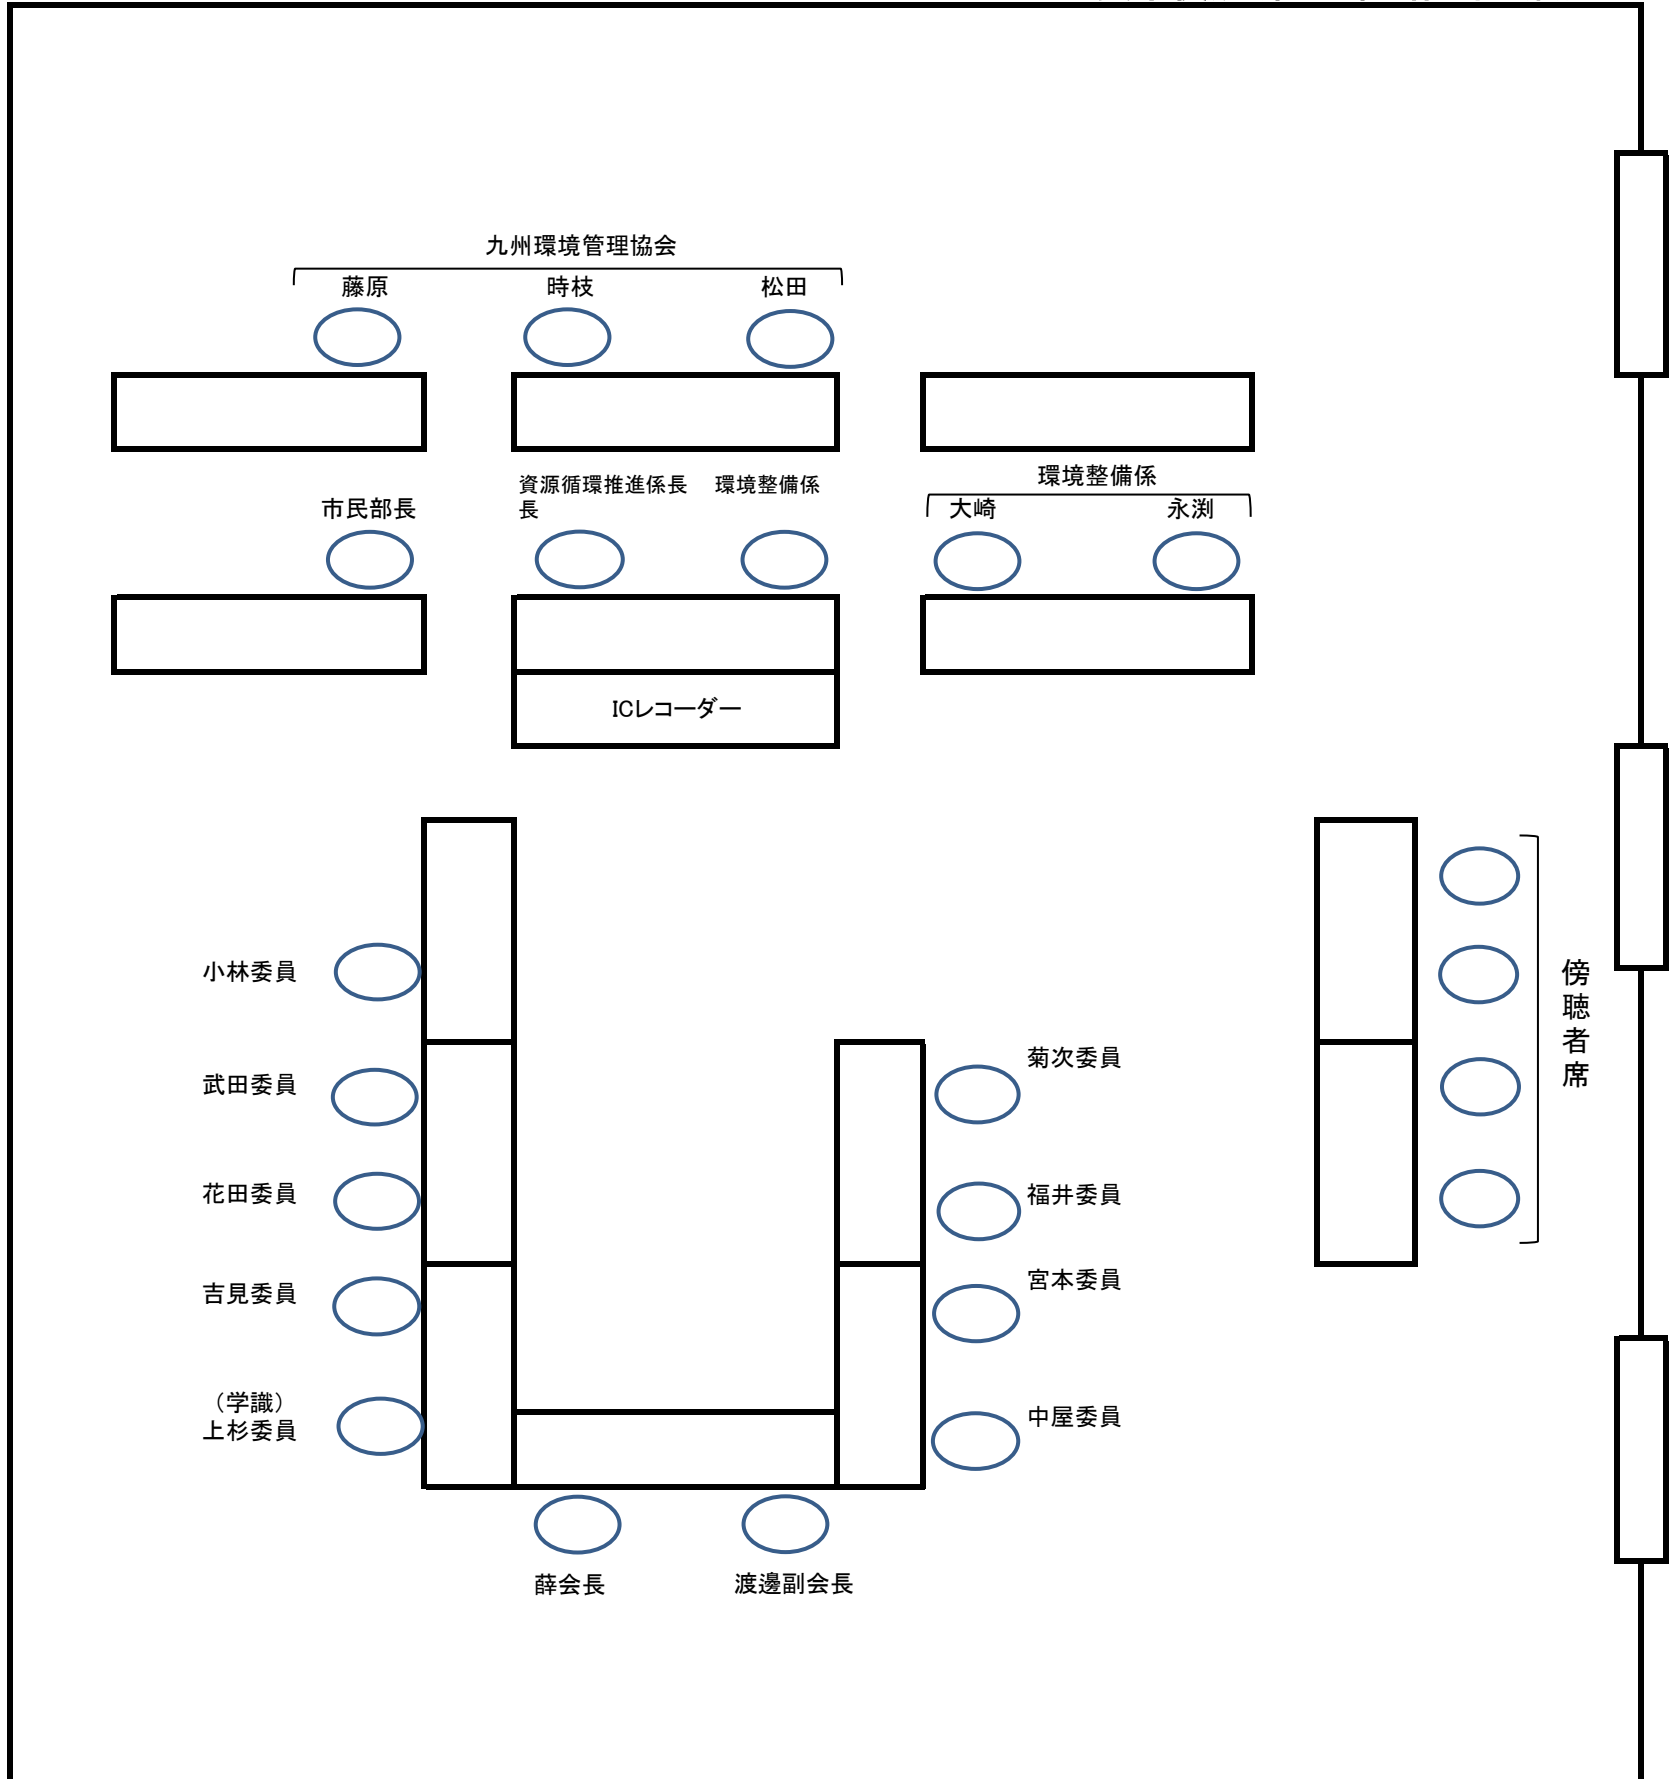 九州環境管理協会
藤原 時枝 松田
環境整備係
資源循環推進係長 環境整備係
長
市民部長 大崎 永渕
ICレコーダー
傍聴者席
小林委員
菊次委員
武田委員
花田委員 福井委員
宮本委員
吉見委員
（学識） 中屋委員
上杉委員
薛会長 渡邊副会長